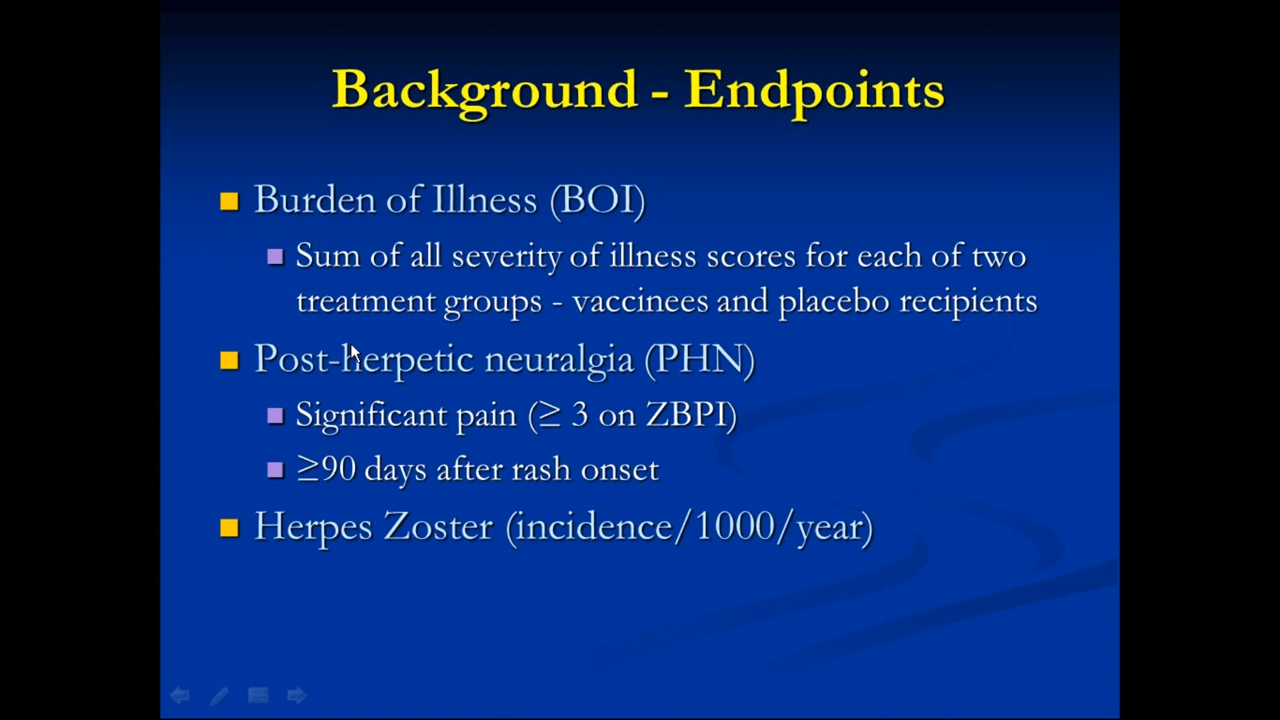 Background - Endpoints
Burden of Illness (BOI)
Sum of all severity of illness scores for each of two
treatment groups - vaccinees and placebo recipients
Post-herpetic neuralgia (PHN)
Significant pain (≥ 3 on ZBPI)
≥90 days after rash onset
Herpes Zoster (incidence/1000/year)